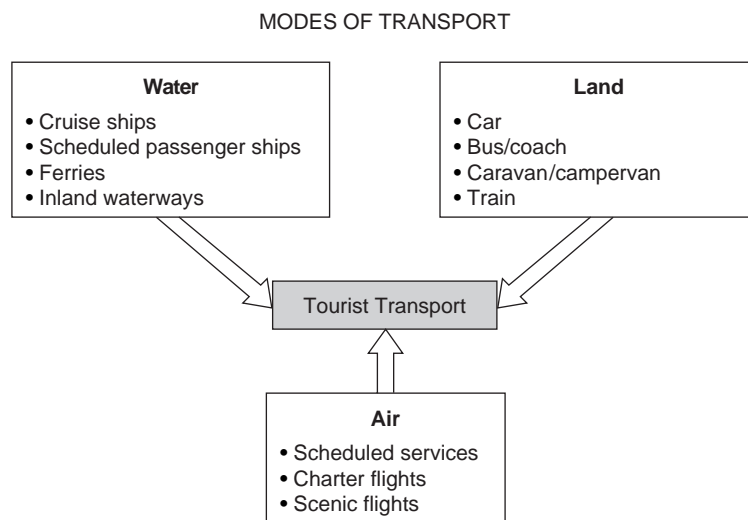 MODES OF TRANSPORT
Water
• Cruise ships
• Scheduled passenger ships
• Ferries
• Inland waterways
Land
• Car
• Bus/coach
• Caravan/campervan
• Train
Tourist Transport
Air
• Scheduled services
• Charter flights
• Scenic flights